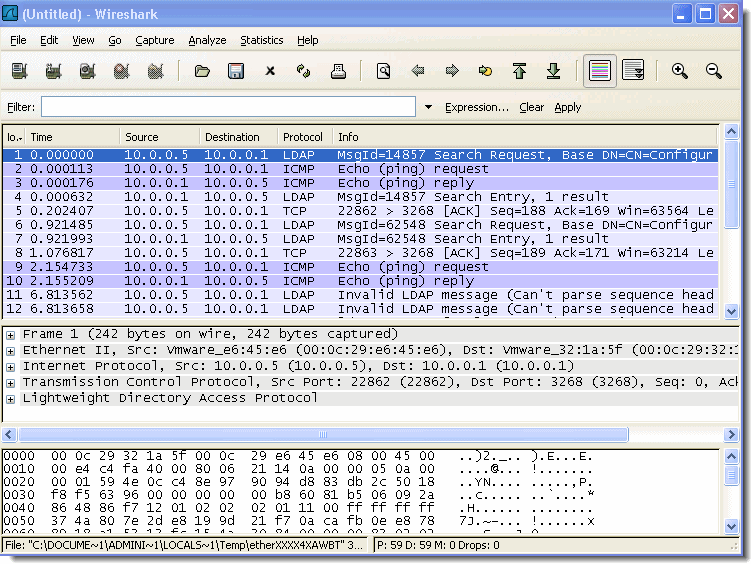 (Untitled) - Wireshark
File Edit View Go Capture Analyze Statistics Help
Filter: Expression... Clear Apply
No. Time Source Destination Protocol Info
1 0.000000 10.0.0.5 10.0.0.1 LDAP MsgId=14857 Search Request, Base DN=CN=Configur
2 0.000113 10.0.0.5 10.0.0.1 ICMP Echo (ping) request
3 0.000176 10.0.0.1 10.0.0.5 ICMP Echo (ping) reply
4 0.000632 10.0.0.1 10.0.0.5 LDAP MsgId=14857 Search Entry, 1 result
5 0.202407 10.0.0.5 10.0.0.1 TCP 22862 > 3268 [ACK] Seq=188 Ack=169 Win=63564 Le
6 0.921485 10.0.0.5 10.0.0.1 LDAP MsgId=62548 Search Request, Base DN=CN=Configur
7 0.921993 10.0.0.1 10.0.0.5 LDAP MsgId=62548 Search Entry, 1 result
8 1.076817 10.0.0.5 10.0.0.1 TCP 22863 > 3268 [ACK] Seq=189 Ack=171 Win=63214 Le
9 2.154733 10.0.0.5 10.0.0.1 ICMP Echo (ping) request
10 2.155209 10.0.0.1 10.0.0.5 ICMP Echo (ping) reply
11 6.813562 10.0.0.5 10.0.0.1 LDAP Invalid LDAP message (Can't parse sequence head
12 6.813658 10.0.0.5 10.0.0.1 LDAP Invalid LDAP message (Can't parse sequence head
Frame 1 (242 bytes on wire, 242 bytes captured)
Ethernet II, Src: Vmware_e6:45:e6 (00:0c:29:e6:45:e6), Dst: Vmware_32:1a:5f (00:0c:29:32:1
Internet Protocol, Src: 10.0.0.5 (10.0.0.5), Dst: 10.0.0.1 (10.0.0.1)
Transmission Control Protocol, Src Port: 22862 (22862), Dst Port: 3268 (3268), Seq: 0, Ack
Lightweight Directory Access Protocol
0000 00 0c 29 32 1a 5f 00 0c 29 e6 45 e6 08 00 45 00 ..)2._.. ).E...E.
0010 00 e4 c4 fa 40 00 80 06 21 14 0a 00 00 05 0a 00 ....@... !.......
0020 00 01 59 4e 0c c4 8e 97 90 94 d8 83 db 2c 50 18 ..YN.... .....,P.
0030 f8 f5 63 96 00 00 00 00 00 b8 60 81 b5 06 09 2a ..c..... ..`....*
0040 86 48 86 f7 12 01 02 02 02 01 11 00 ff ff ff ff .H...... ........
0050 37 4a 80 7e 2d e8 19 9d 21 f7 0a ca fb 0e e8 78 7J.~-... !......x
File: "C:\DOCUME~1\ADMINI~1\LOCALS~1\Temp\etherXXXX4XAWBT" 3... P: 59 D: 59 M: 0 Drops: 0